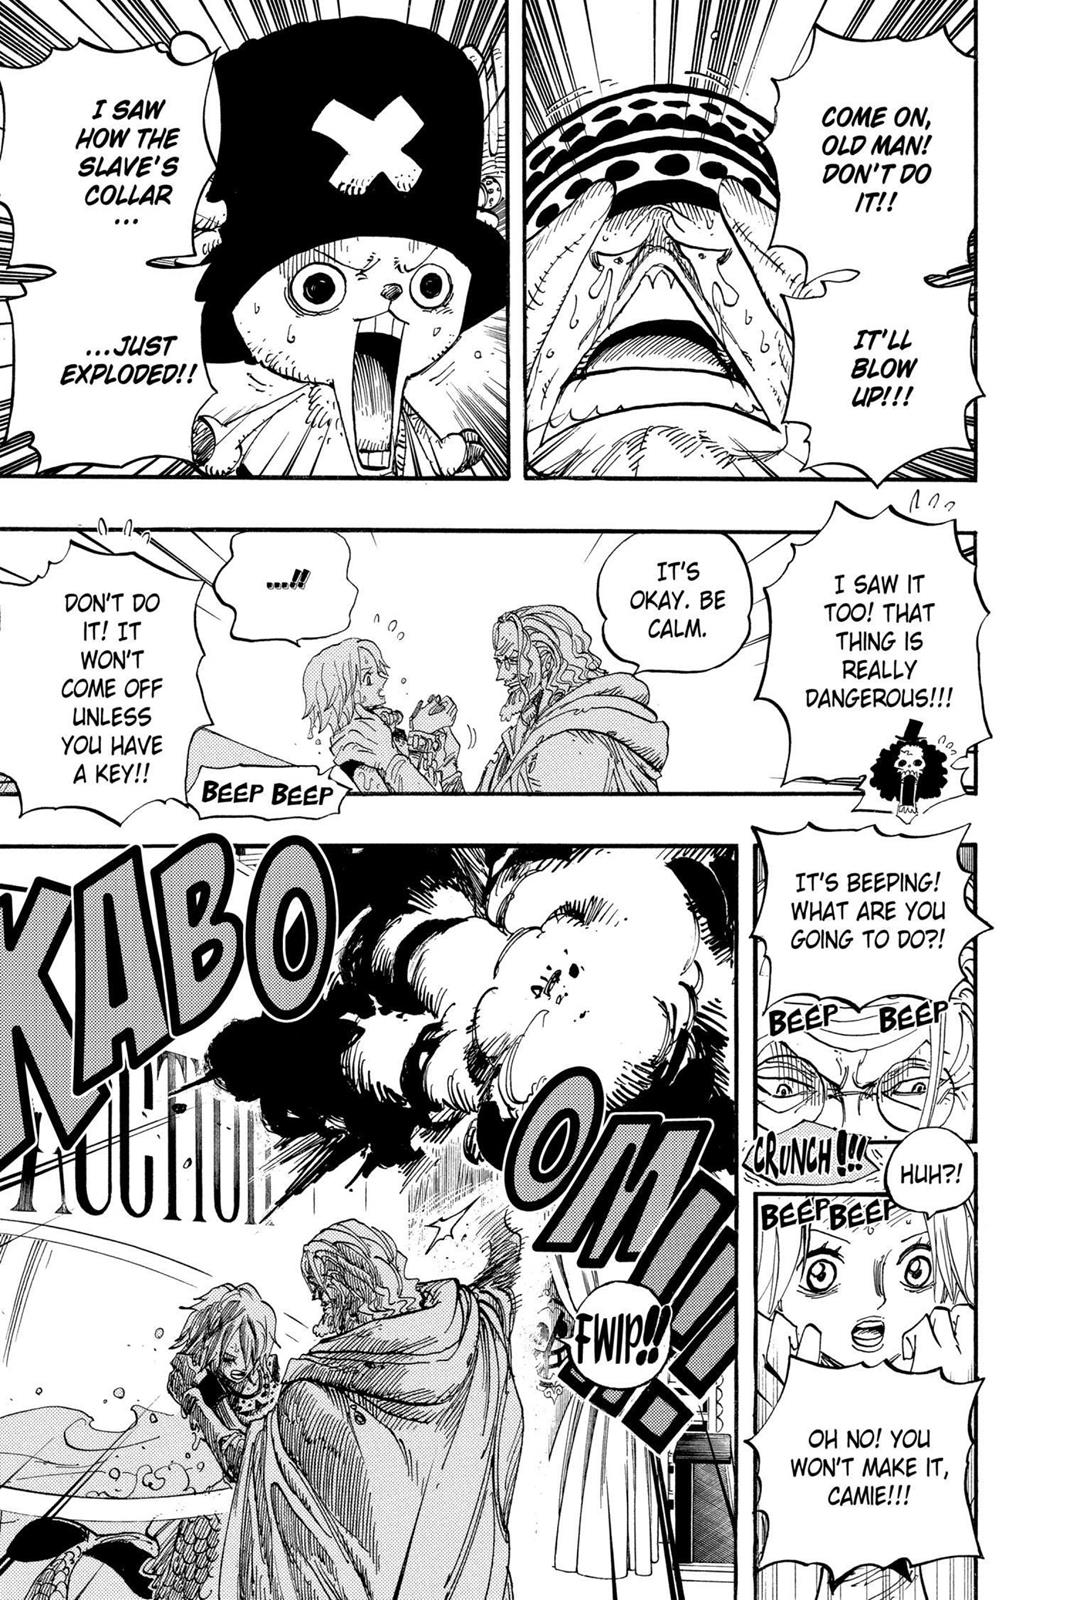 COME ON,
OLD MAN!
DON'T DO
IT!!
IT'LL
BLOW
UP!!!
I SAW
HOW THE
SLAVE'S
COLLAR
...
...JUST
EXPLODED!!
I SAW IT
TOO! THAT
THING IS
REALLY
DANGEROUS!!!
IT'S
OKAY. BE
CALM.
....!!
BEEP BEEP
DON'T DO
IT! IT
WON'T
COME OFF
UNLESS
YOU HAVE
A KEY!!
IT'S BEEPING!
WHAT ARE YOU
GOING TO DO?!
BEEP BEEP
CRUNCH!!!
HUH?!
BEEP BEEP
OH NO! YOU
WON'T MAKE IT,
CAMIE!!!
KABO
OM!!!
AUCTION
FWIP!!